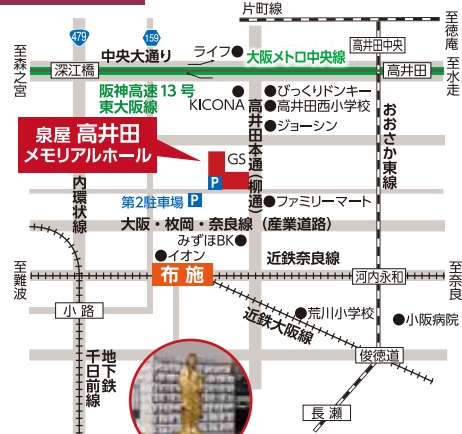 片町線
至徳庵
479
159
ライフ
中央大通り
大阪メトロ中央線
高井田中央
至森之宮
深江橋
高井田
至水走
阪神高速13号
東大阪線
KICONA
びっくりドンキー
高井田西小学校
ジョーシン
高井田本通(柳通)
おおさか東線
泉屋 高井田
メモリアルホール
GS
P
内環状線
第2駐車場 P
ファミリーマート
大阪・枚岡・奈良線(産業道路)
みずほBK
イオン
近鉄奈良線
至難波
布施
河内永和
至奈良
小路
近鉄大阪線
荒川小学校
小阪病院
俊徳道
地下鉄
千日前線
長瀬